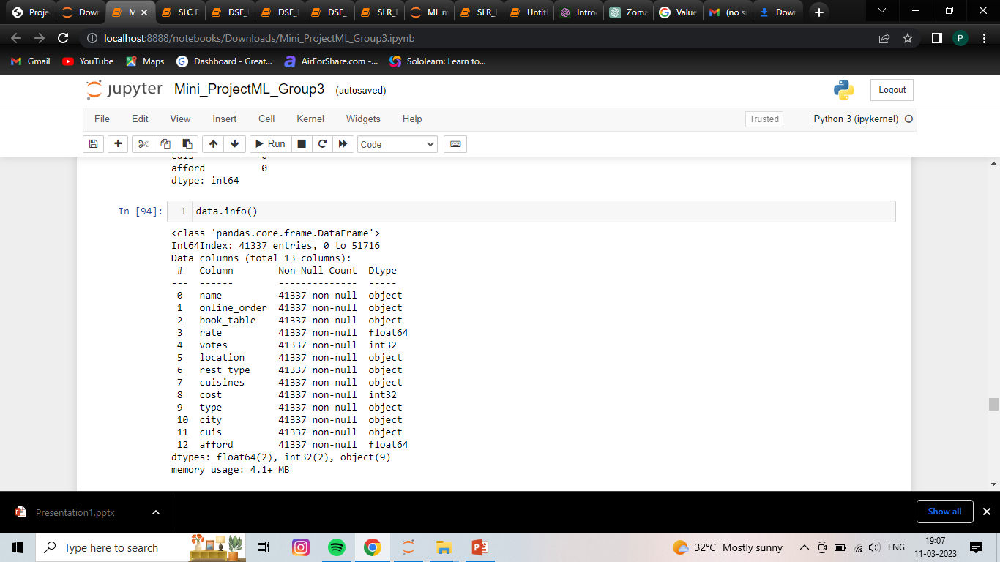 Proje
Down
M
SLC D
DSE_
DSE_
DSE_
SLR_
ML m
SLR_
Untit
Intro
Zoma
Value
(no s
Down
localhost:8888/notebooks/Downloads/Mini_ProjectML_Group3.ipynb
P
Gmail YouTube Maps Dashboard - Great... AirForShare.com -... Sololearn: Learn to...
jupyter Mini_ProjectML_Group3 (autosaved)
Logout
File Edit View Insert Cell Kernel Widgets Help
Trusted Python 3 (ipykernel)
Run Code
cuis 0
afford 0
dtype: int64
In [94]: 1 data.info()
<class 'pandas.core.frame.DataFrame'>
Int64Index: 41337 entries, 0 to 51716
Data columns (total 13 columns):
# Column Non-Null Count Dtype
--- ------ -------------- -----
0 name 41337 non-null object
1 online_order 41337 non-null object
2 book_table 41337 non-null object
3 rate 41337 non-null float64
4 votes 41337 non-null int32
5 location 41337 non-null object
6 rest_type 41337 non-null object
7 cuisines 41337 non-null object
8 cost 41337 non-null int32
9 type 41337 non-null object
10 city 41337 non-null object
11 cuis 41337 non-null object
12 afford 41337 non-null float64
dtypes: float64(2), int32(2), object(9)
memory usage: 4.1+ MB
Presentation1.pptx
Show all
Type here to search
32°C Mostly sunny
ENG
19:07
11-03-2023